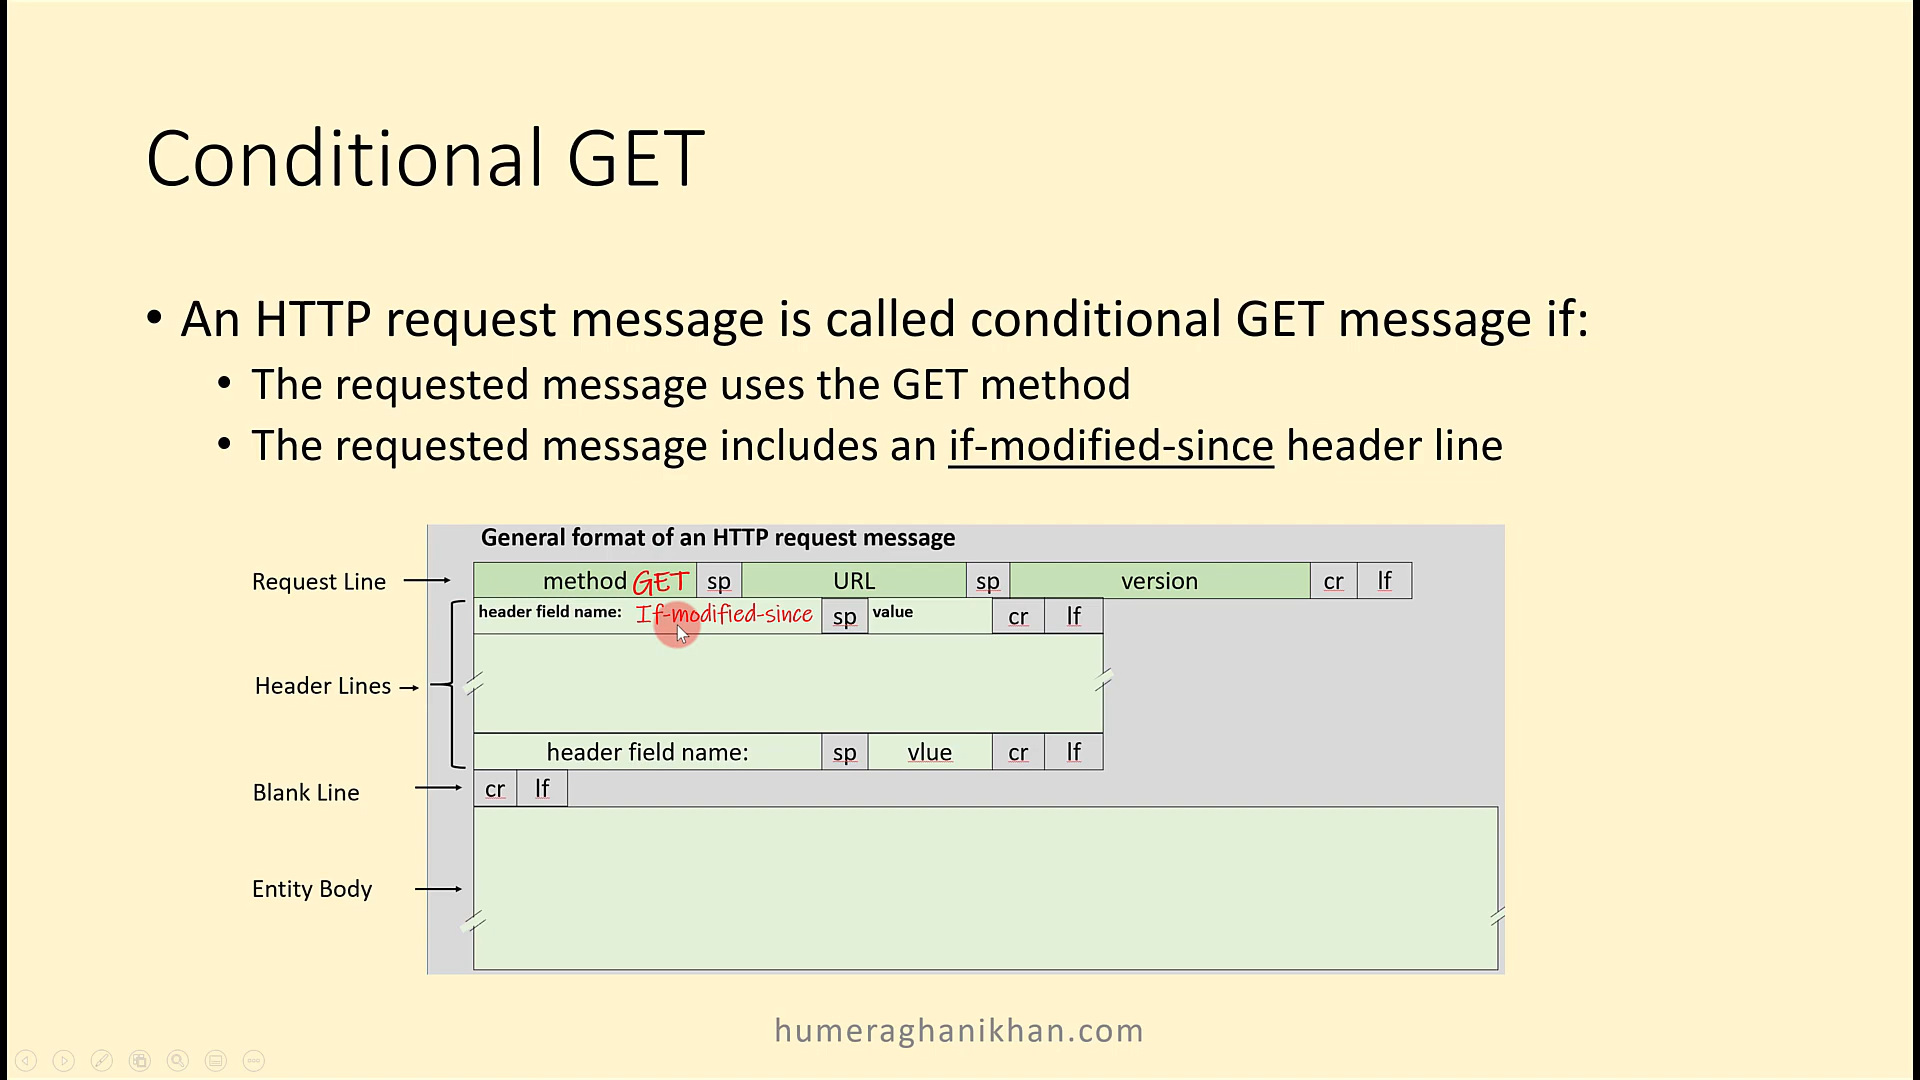 Conditional GET
• An HTTP request message is called conditional GET message if:
• The requested message uses the GET method
• The requested message includes an if-modified-since header line
General format of an HTTP request message
Request Line method GET sp URL sp version cr lf
header field name: If-modified-since sp value cr lf
Header Lines
header field name: sp vlue cr lf
Blank Line cr lf
Entity Body
humeraghanikhan.com